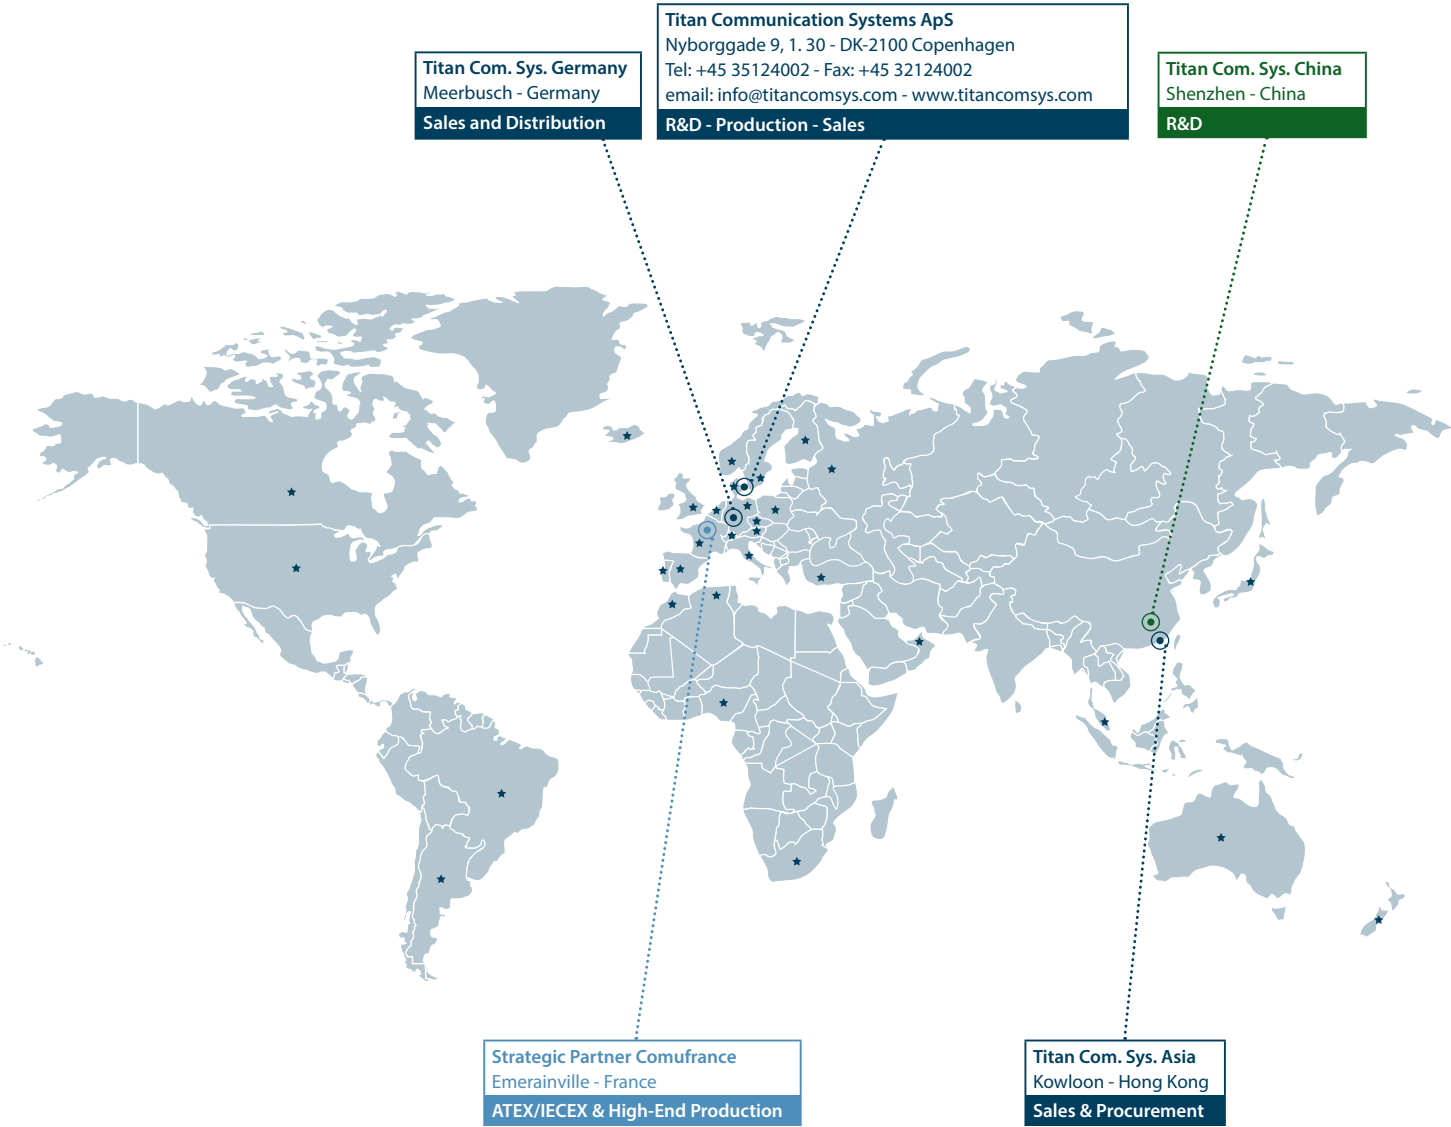 Titan Communication Systems ApS
Nyborggade 9, 1. 30 - DK-2100 Copenhagen
Tel: +45 35124002 - Fax: +45 32124002
email: info@titancomsys.com - www.titancomsys.com
R&D - Production - Sales
Titan Com. Sys. Germany
Meerbusch - Germany
Sales and Distribution
Titan Com. Sys. China
Shenzhen - China
R&D
Strategic Partner Comufrance
Emerainville - France
ATEX/IECEX & High-End Production
Titan Com. Sys. Asia
Kowloon - Hong Kong
Sales & Procurement